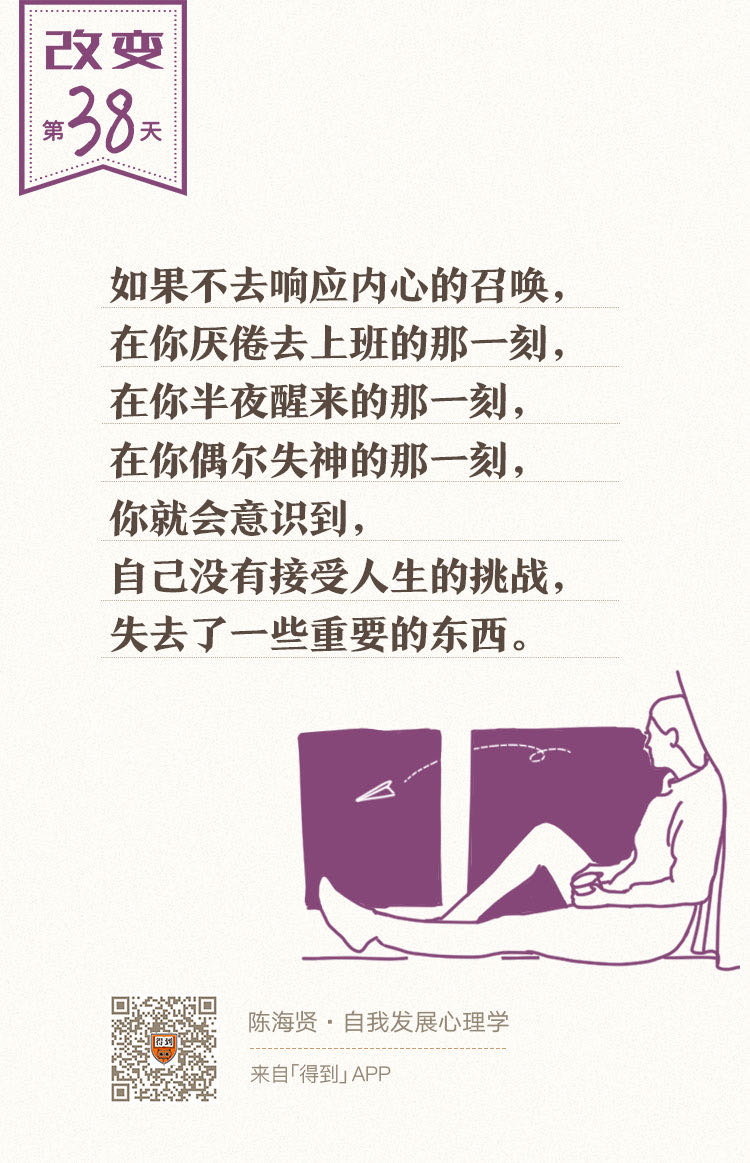 改变
第38天
如果不去响应内心的召唤，
在你厌倦去上班的那一刻，
在你半夜醒来的那一刻，
在你偶尔失神的那一刻，
你就会意识到，
自己没有接受人生的挑战，
失去了一些重要的东西。
得到
陈海贤·自我发展心理学
来自「得到」APP